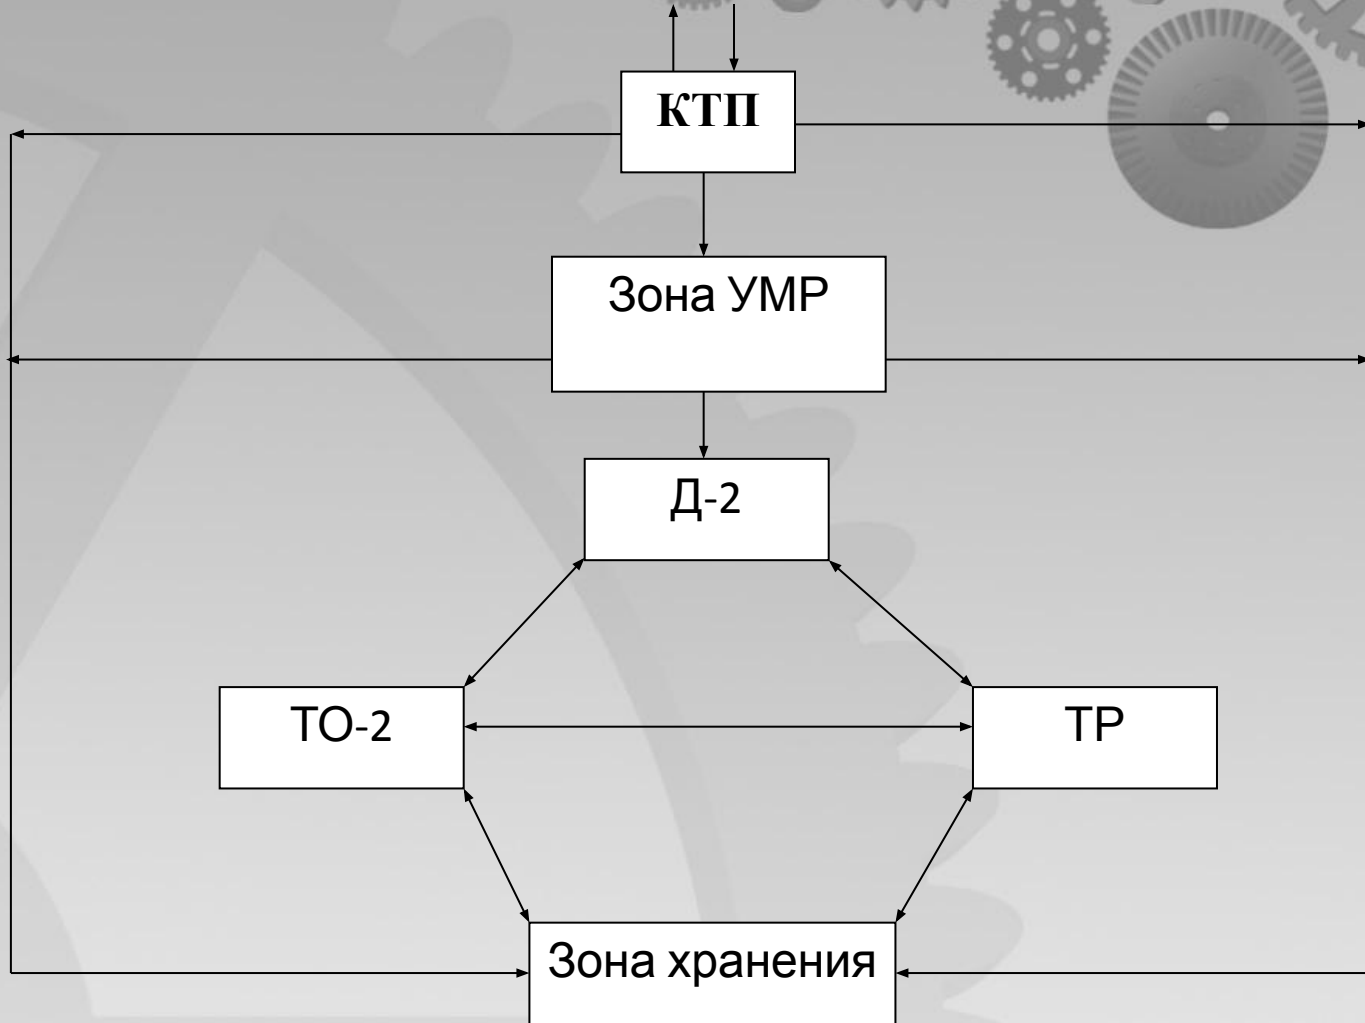 КТП
Зона УМР
Д-2
ТО-2
ТР
Зона хранения